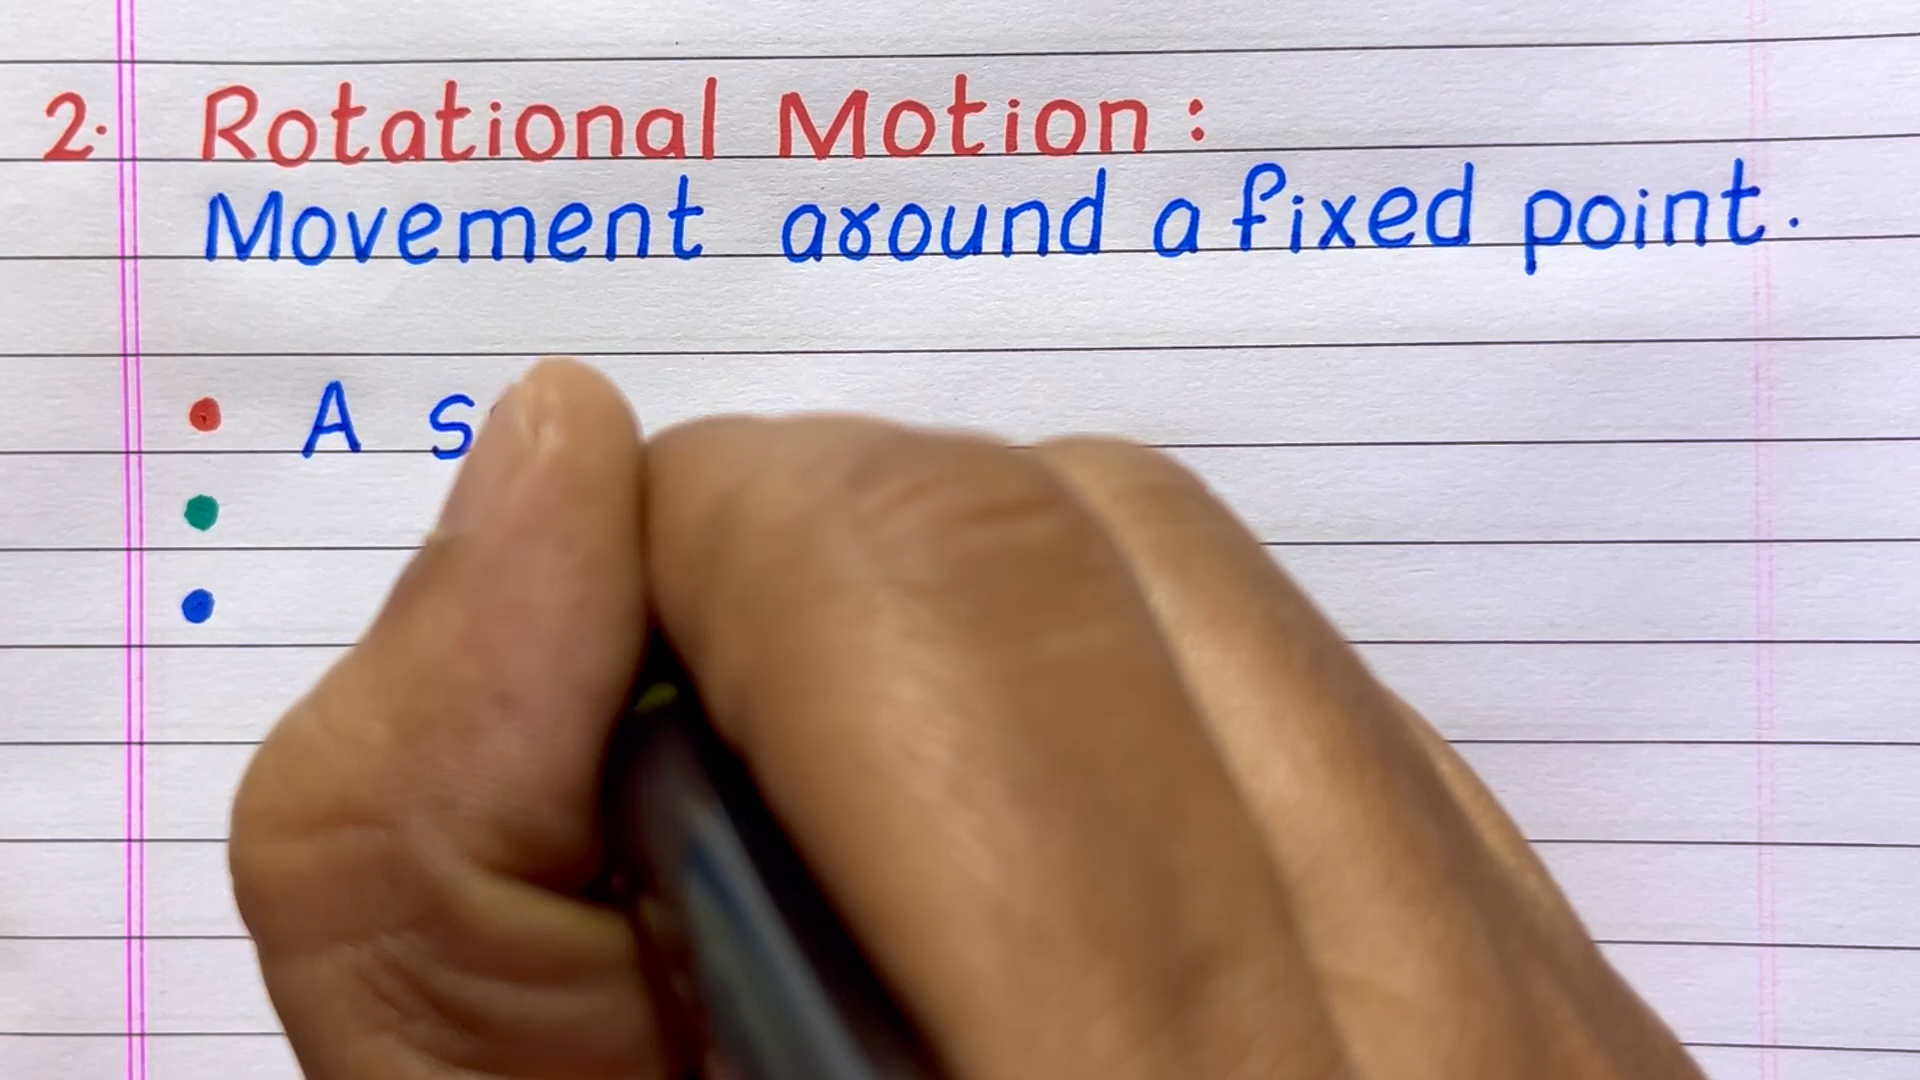 2. Rotational Motion :
Movement around a fixed point.
• A s
•
•